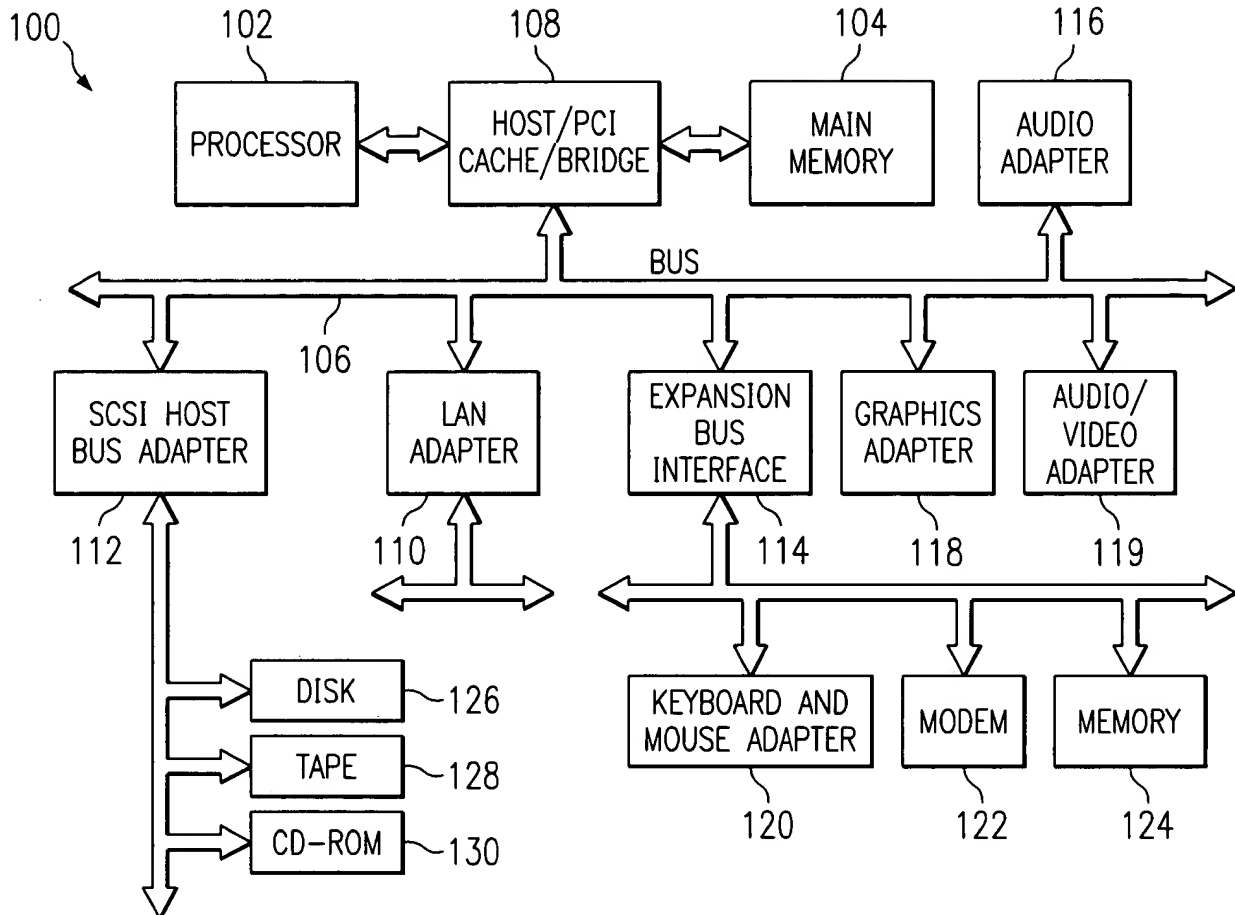 100
102
108
104
116
PROCESSOR
HOST/PCI
CACHE/BRIDGE
MAIN
MEMORY
AUDIO
ADAPTER
BUS
106
SCSI HOST
BUS ADAPTER
LAN
ADAPTER
EXPANSION
BUS
INTERFACE
GRAPHICS
ADAPTER
AUDIO/
VIDEO
ADAPTER
112
110
114
118
119
DISK
126
TAPE
128
CD-ROM
130
KEYBOARD AND
MOUSE ADAPTER
MODEM
MEMORY
120
122
124